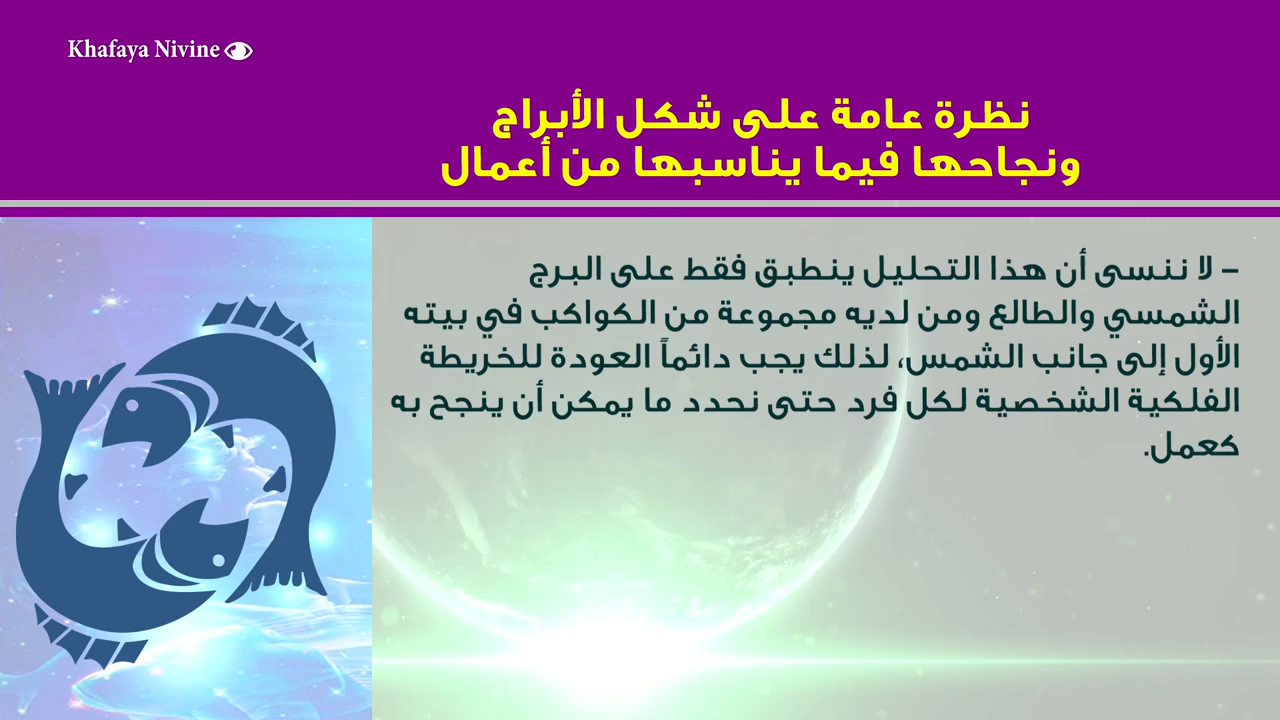 Khafaya Nivine
نظرة عامة على شكل الأبراج
ونجاحها فيما يناسبها من أعمال
– لا ننسى أن هذا التحليل ينطبق فقط على البرج
الشمسي والطالع ومن لديه مجموعة من الكواكب في بيته
الأول إلى جانب الشمس، لذلك يجب دائماً العودة للخريطة
الفلكية الشخصية لكل فرد حتى نحدد ما يمكن أن ينجح به
كعمل.